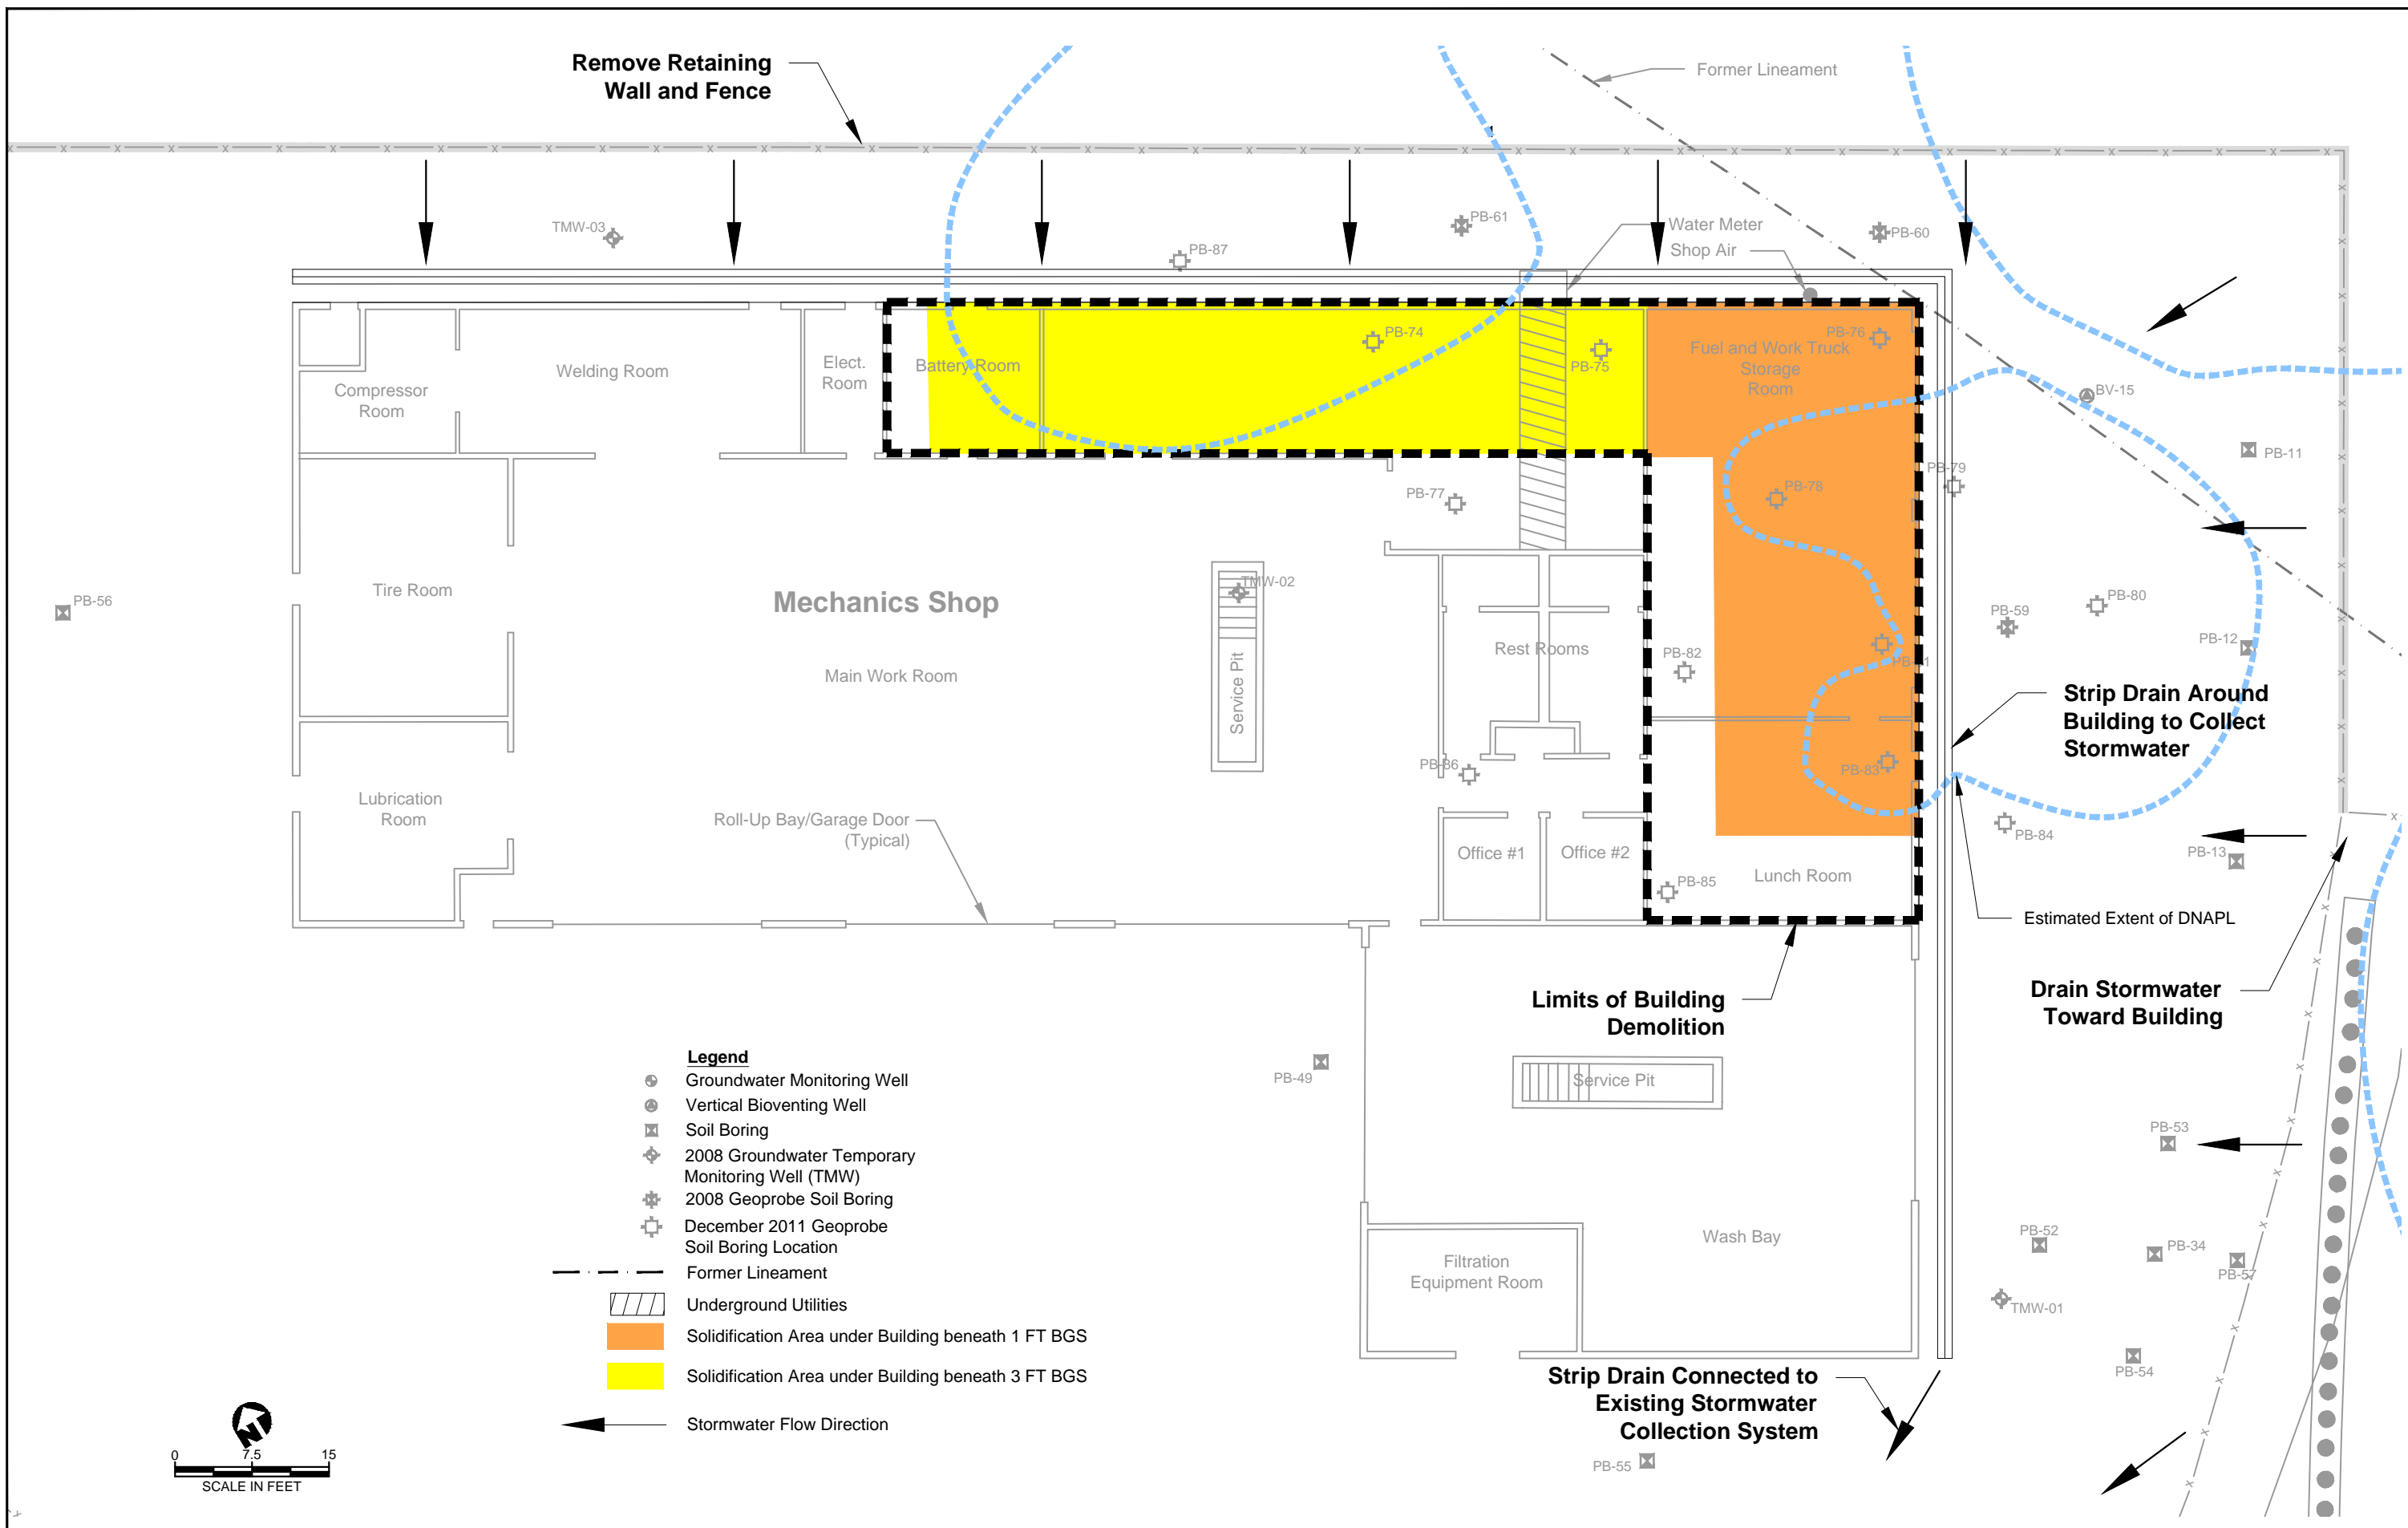 Remove Retaining
Wall and Fence
Former Lineament
TMW-03
PB-87
PB-61
Water Meter
Shop Air
PB-60
Compressor
Room
Welding Room
Elect.
Room
Battery Room
PB-74
PB-75
PB-76
Fuel and Work Truck
Storage
Room
BV-15
PB-11
PB-77
PB-78
PB-79
PB-56
Tire Room
Mechanics Shop
Main Work Room
TMW-02
Service Pit
Rest Rooms
PB-82
PB-59
PB-80
PB-12
Strip Drain Around
Building to Collect
Stormwater
PB-86
PB-83
Lubrication
Room
Roll-Up Bay/Garage Door
(Typical)
Office #1
Office #2
PB-85
Lunch Room
PB-84
PB-13
Estimated Extent of DNAPL
Limits of Building
Demolition
Drain Stormwater
Toward Building
PB-49
Service Pit
PB-53
PB-52
PB-34
PB-57
TMW-01
PB-54
Wash Bay
Filtration
Equipment Room
Strip Drain Connected to
Existing Stormwater
Collection System
PB-55
Legend
Groundwater Monitoring Well
Vertical Bioventing Well
Soil Boring
2008 Groundwater Temporary
Monitoring Well (TMW)
2008 Geoprobe Soil Boring
December 2011 Geoprobe
Soil Boring Location
Former Lineament
Underground Utilities
Solidification Area under Building beneath 1 FT BGS
Solidification Area under Building beneath 3 FT BGS
Stormwater Flow Direction
N
0 7.5 15
SCALE IN FEET